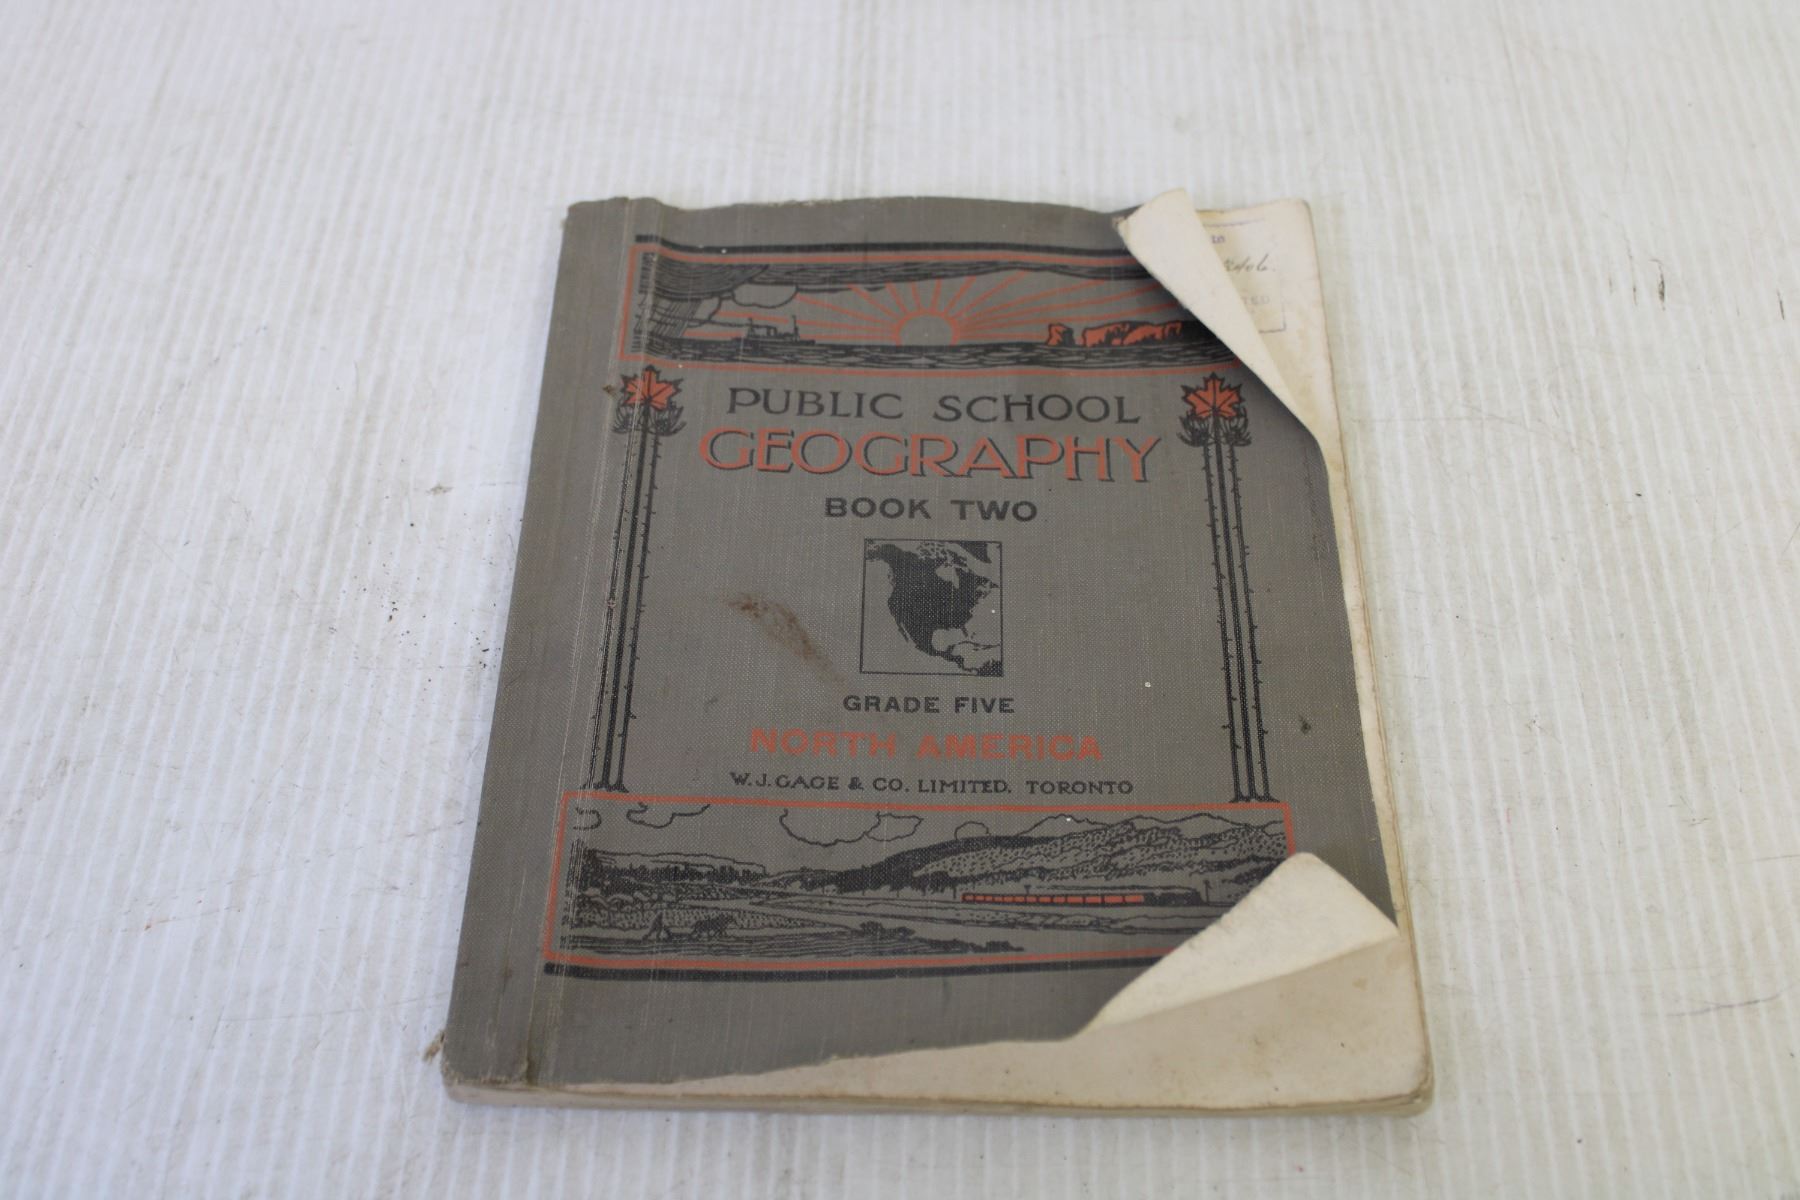 PUBLIC SCHOOL
GEOGRAPHY
BOOK TWO
GRADE FIVE
NORTH AMERICA
W.J. GAGE & CO. LIMITED, TORONTO